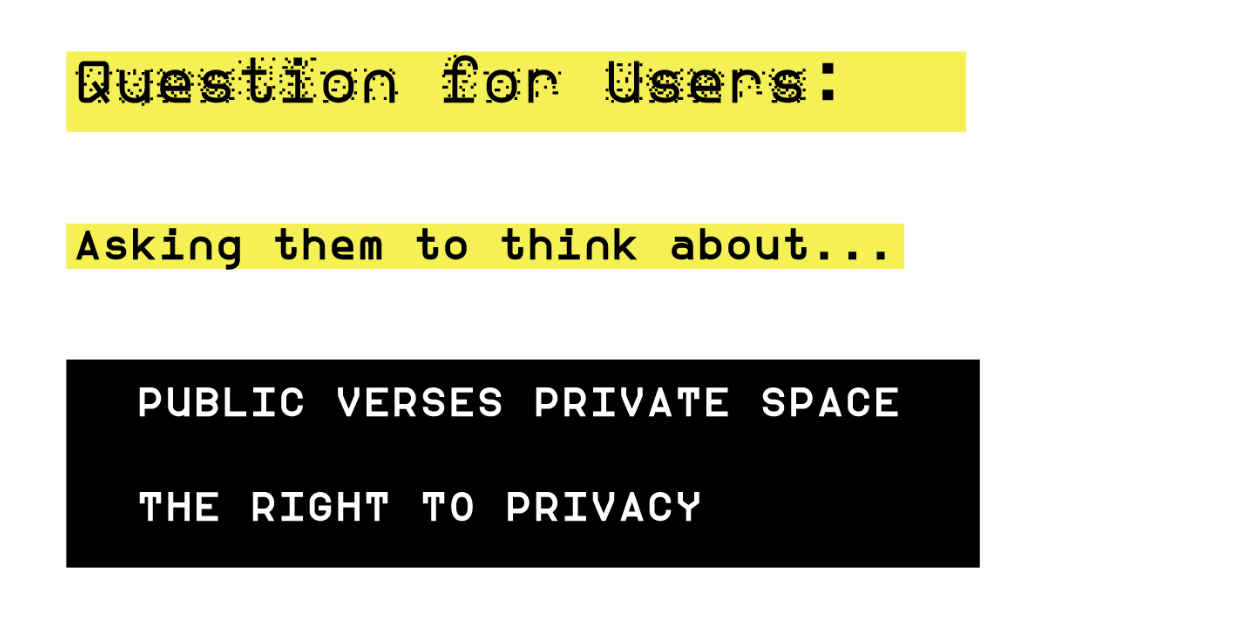 Question for Users:
Asking them to think about...
PUBLIC VERSES PRIVATE SPACE
THE RIGHT TO PRIVACY